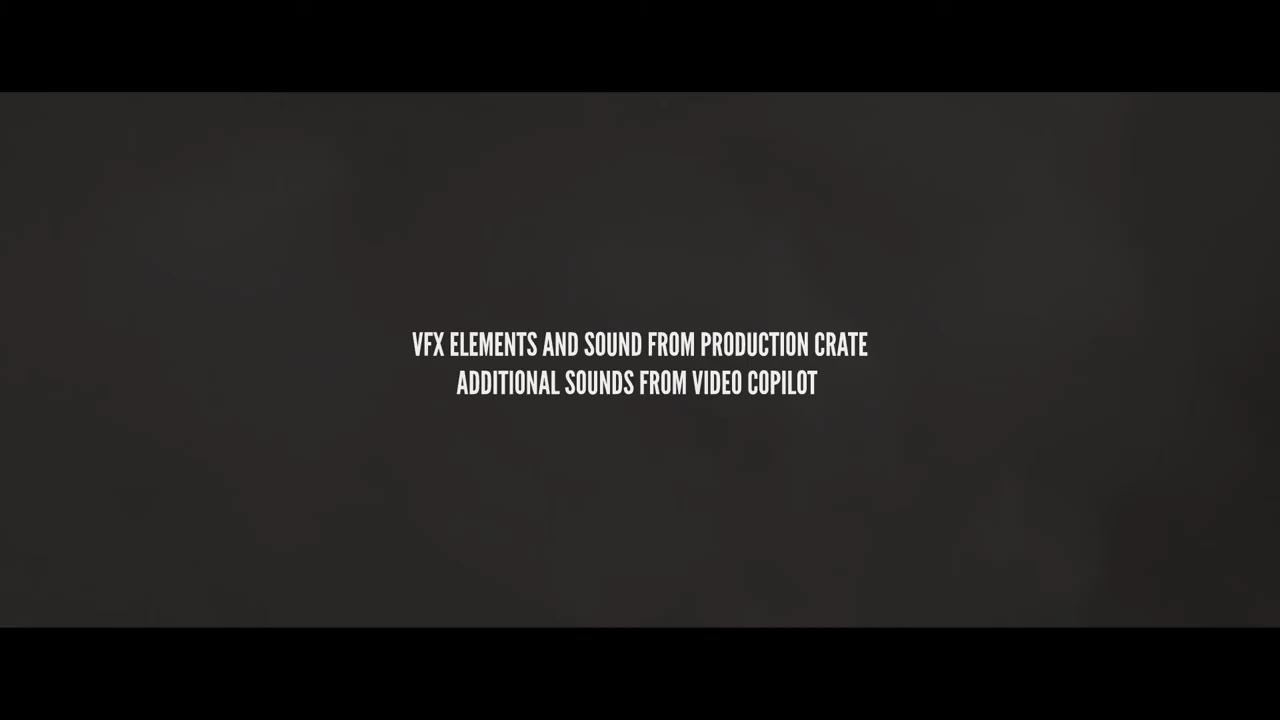 VFX ELEMENTS AND SOUND FROM PRODUCTION CRATE
ADDITIONAL SOUNDS FROM VIDEO COPILOT